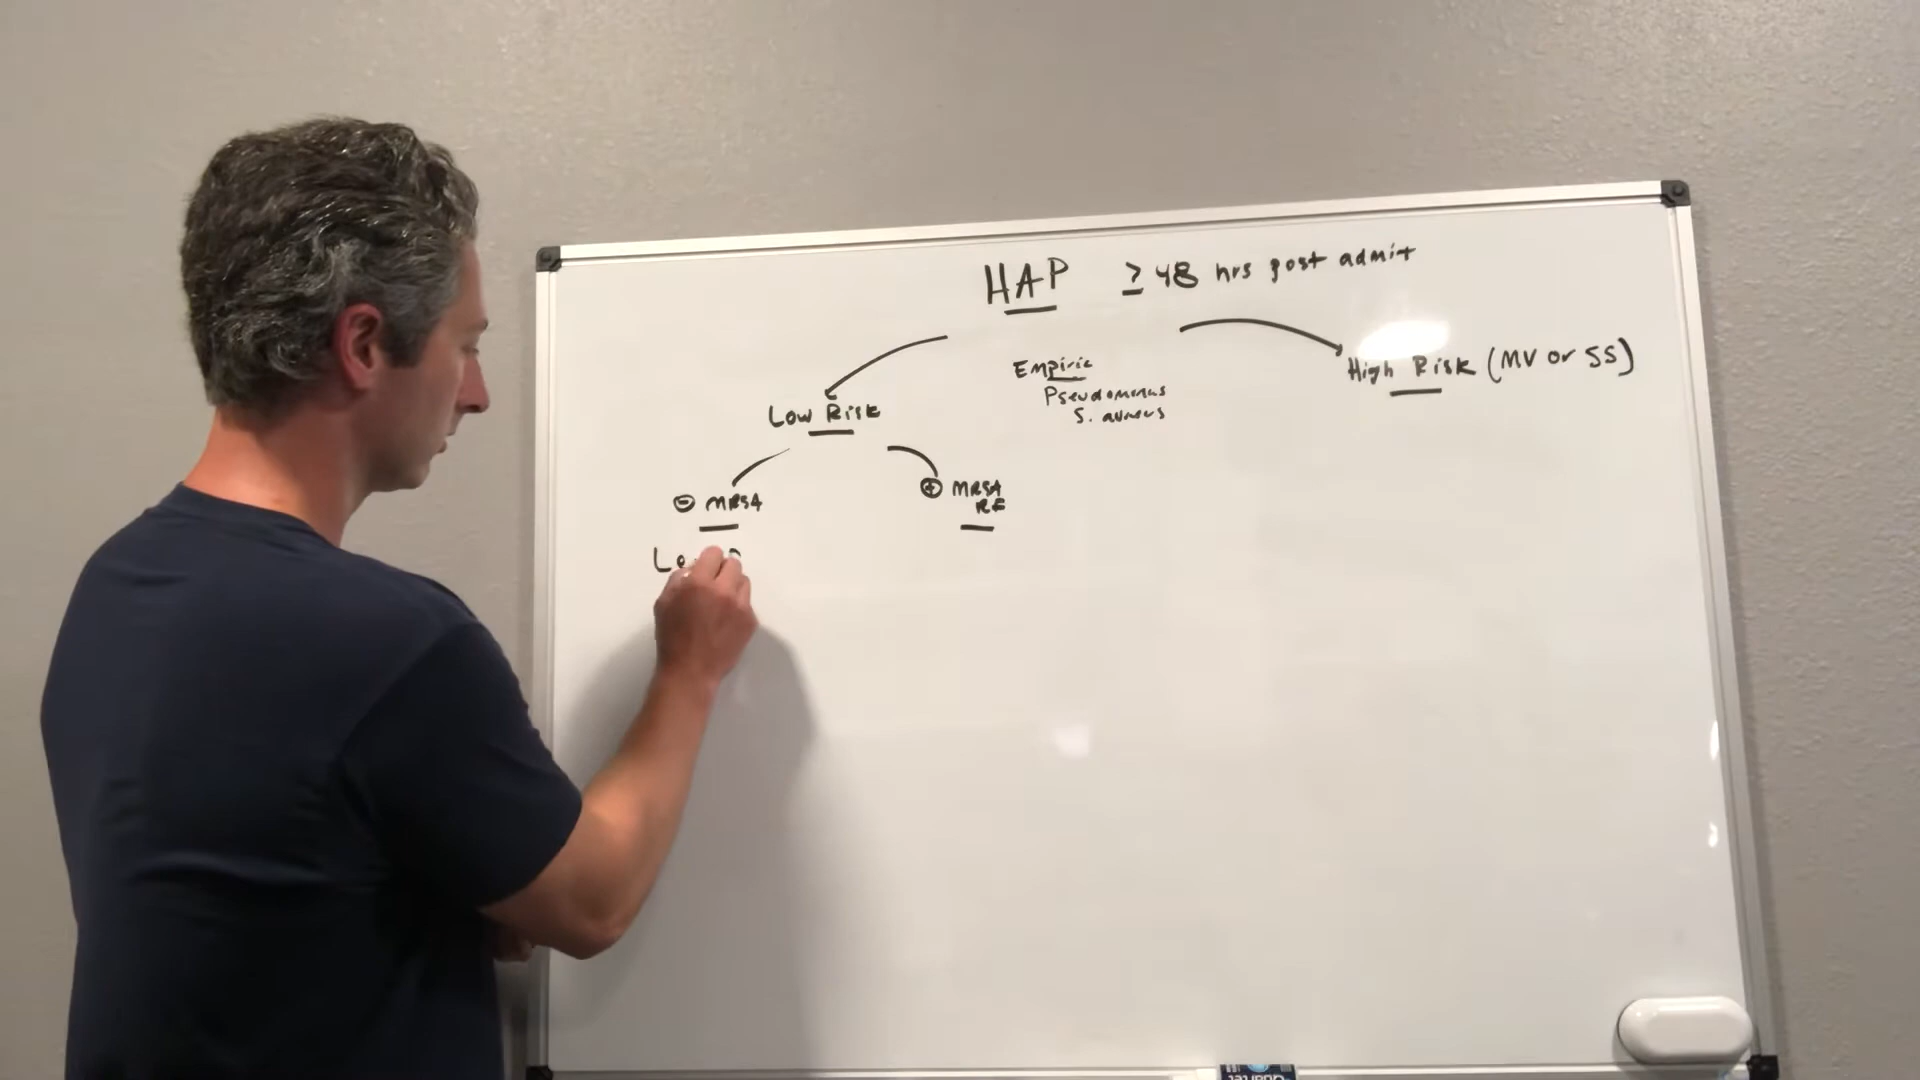 HAP ≥ 48 hrs post admit
High Risk (MV or SS)
Empiric
Pseudomonas
S. aureus
Low Risk
⊖ MRSA
⊕ MRSA
RF